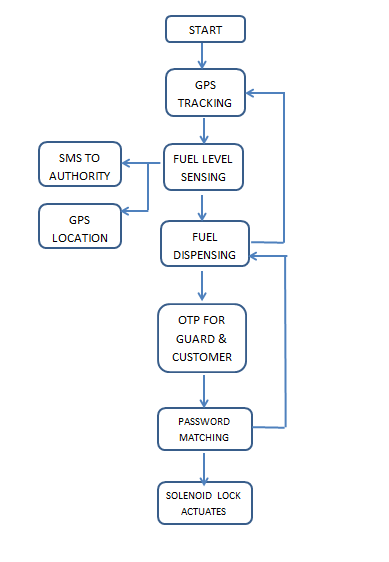 START
GPS
TRACKING
SMS TO
AUTHORITY
FUEL LEVEL
SENSING
GPS
LOCATION
FUEL
DISPENSING
OTP FOR
GUARD &
CUSTOMER
PASSWORD
MATCHING
SOLENOID LOCK
ACTUATES